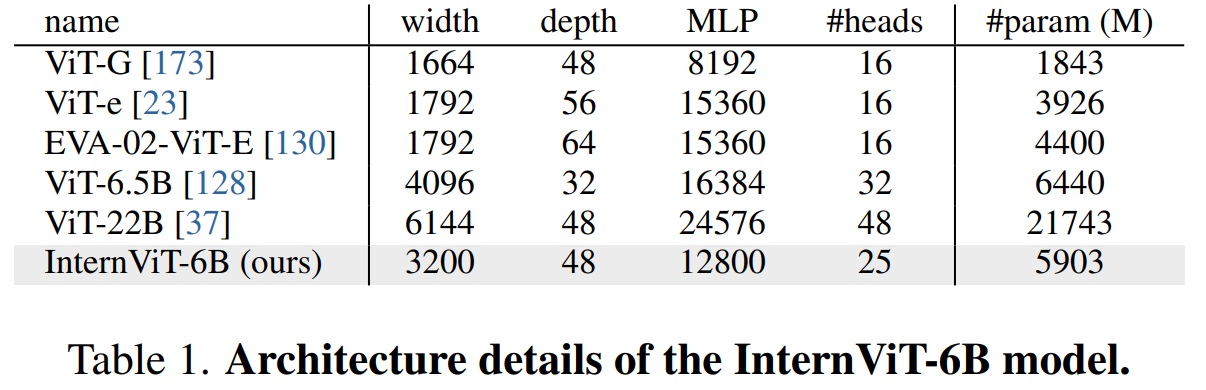 name width depth MLP #heads #param (M)
ViT-G [173] 1664 48 8192 16 1843
ViT-e [23] 1792 56 15360 16 3926
EVA-02-ViT-E [130] 1792 64 15360 16 4400
ViT-6.5B [128] 4096 32 16384 32 6440
ViT-22B [37] 6144 48 24576 48 21743
InternViT-6B (ours) 3200 48 12800 25 5903
Table 1. Architecture details of the InternViT-6B model.